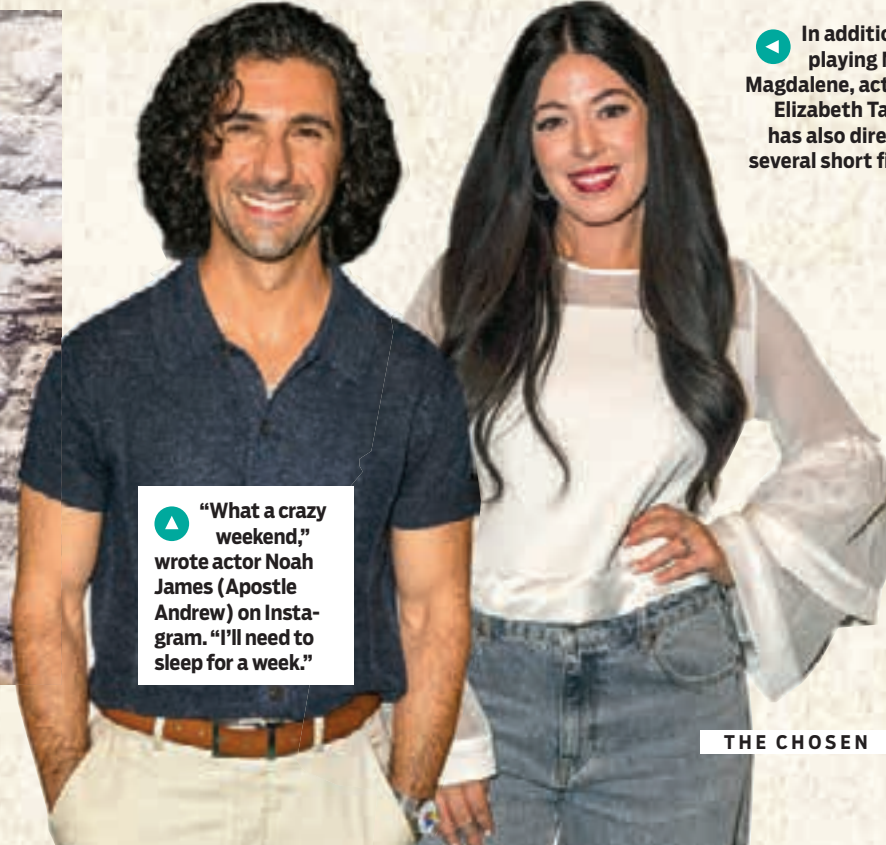 In additio
playing
Magdalene, act
Elizabeth Ta
has also dire
several short fi
“What a crazy
weekend,”
wrote actor Noah
James (Apostle
Andrew) on Insta-
gram. “I’ll need to
sleep for a week.”
THE CHOSEN